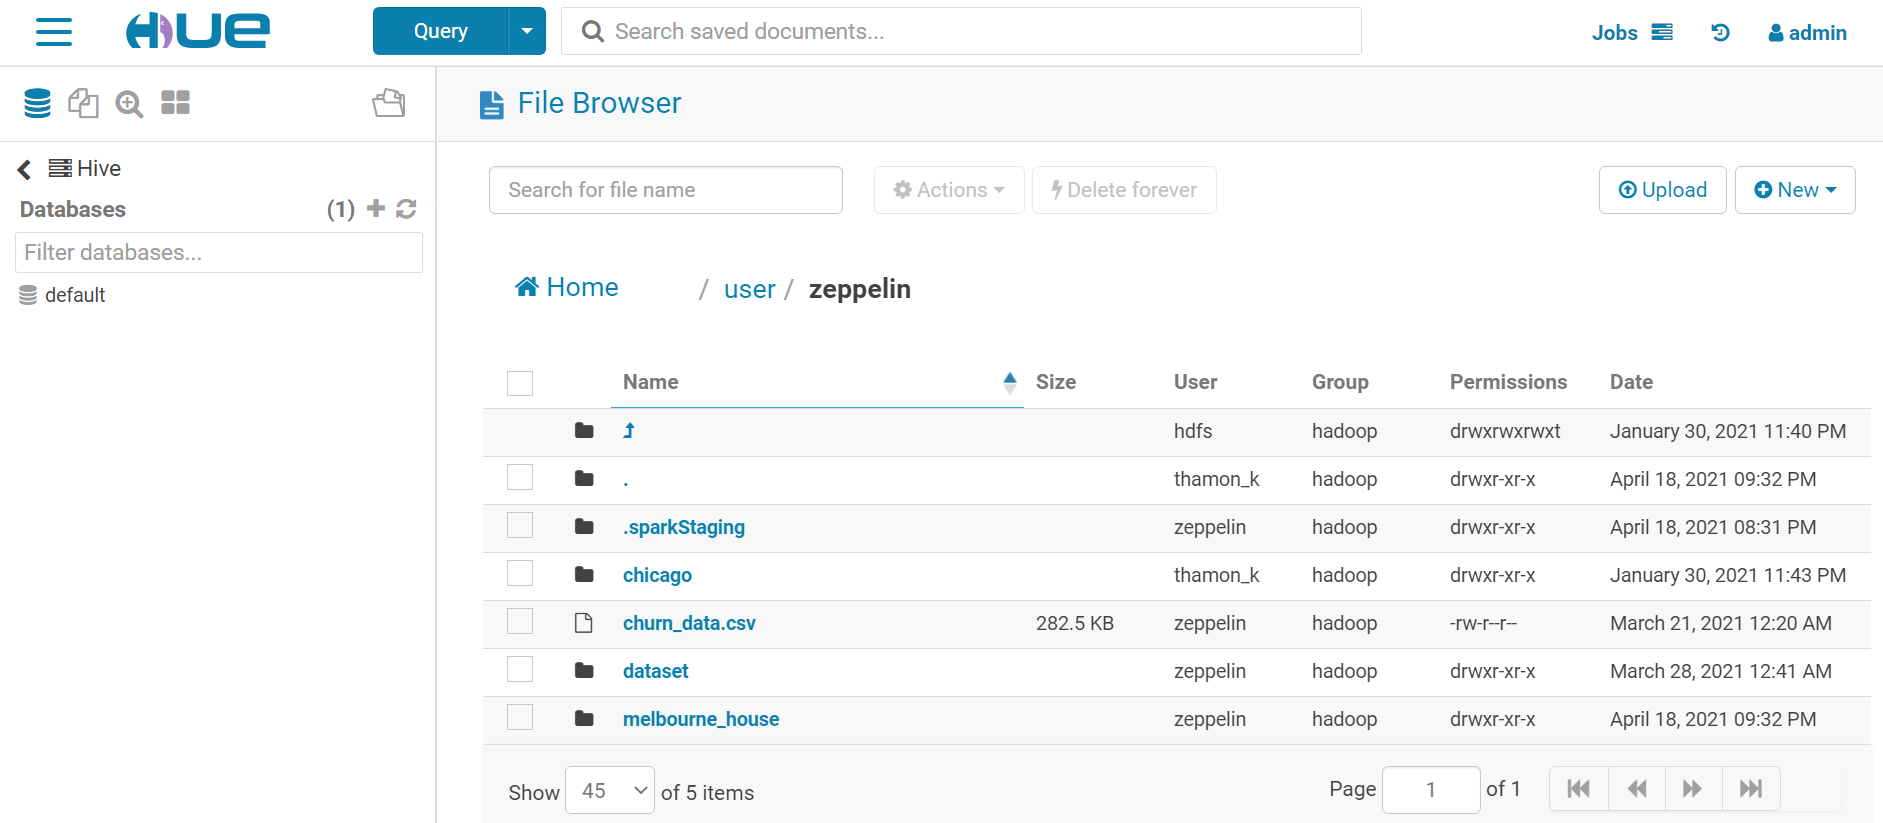 HUE
Query
Search saved documents...
Jobs
admin
File Browser
Hive
Databases (1)
Filter databases...
default
Search for file name
Actions
Delete forever
Upload
New
Home / user / zeppelin
Name Size User Group Permissions Date
hdfs hadoop drwxrwxrwxt January 30, 2021 11:40 PM
. thamon_k hadoop drwxr-xr-x April 18, 2021 09:32 PM
.sparkStaging zeppelin hadoop drwxr-xr-x April 18, 2021 08:31 PM
chicago thamon_k hadoop drwxr-xr-x January 30, 2021 11:43 PM
churn_data.csv 282.5 KB zeppelin hadoop -rw-r--r-- March 21, 2021 12:20 AM
dataset zeppelin hadoop drwxr-xr-x March 28, 2021 12:41 AM
melbourne_house zeppelin hadoop drwxr-xr-x April 18, 2021 09:32 PM
Show 45 of 5 items
Page 1 of 1